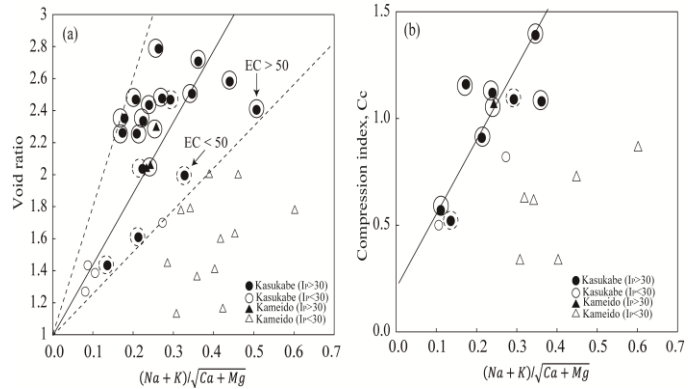 (a)
3
2.8
2.6
2.4
2.2
2.0
1.8
1.6
1.4
1.2
1
Void ratio
EC > 50
EC < 50
Kasukabe (IP>30)
Kasukabe (IP<30)
Kameido (IP>30)
Kameido (IP<30)
0.0 0.1 0.2 0.3 0.4 0.5 0.6 0.7
(Na + K)/√Ca + Mg
(b)
1.5
1.0
0.5
0.0
Compression index, Cc
Kasukabe (IP>30)
Kasukabe (IP<30)
Kameido (IP>30)
Kameido (IP<30)
0 0.1 0.2 0.3 0.4 0.5 0.6 0.7
(Na + K)/√Ca + Mg